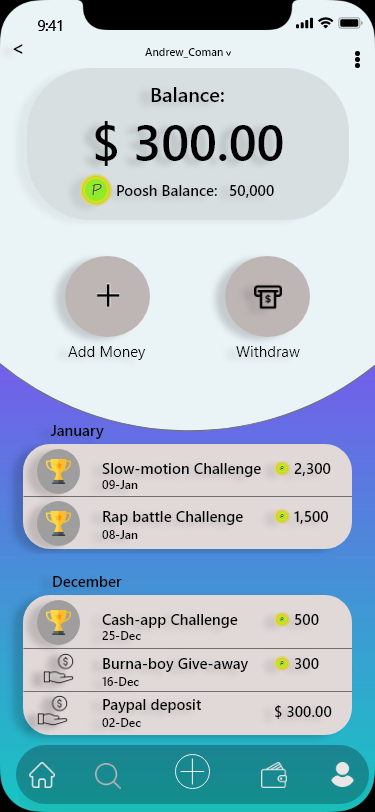 9:41
< Andrew_Coman v
Balance:
$ 300.00
P Poosh Balance: 50,000
Add Money Withdraw
January
Slow-motion Challenge P 2,300
09-Jan
Rap battle Challenge P 1,500
08-Jan
December
Cash-app Challenge P 500
25-Dec
Burna-boy Give-away P 300
16-Dec
Paypal deposit $ 300.00
02-Dec